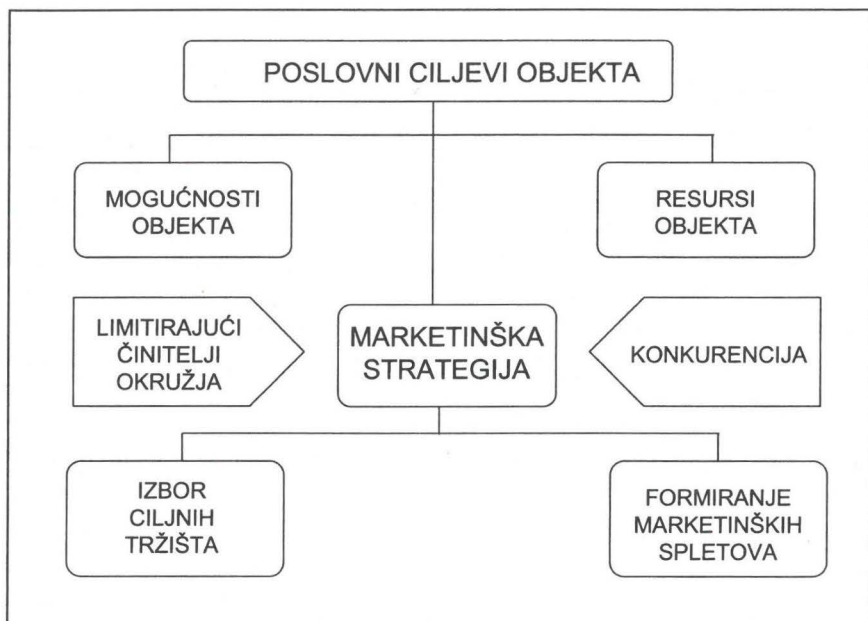 POSLOVNI CILJEVI OBJEKTA
MOGUĆNOSTI
OBJEKTA
RESURSI
OBJEKTA
LIMITIRAJUĆI
ČINITELJI
OKRUŽJA
MARKETINŠKA
STRATEGIJA
KONKURENCIJA
IZBOR
CILJNIH
TRŽIŠTA
FORMIRANJE
MARKETINŠKIH
SPLETOVA